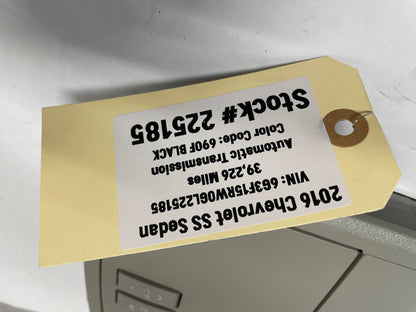 2016 Chevrolet SS Sedan
VIN: 6G3F15RW0GL225185
39,226 Miles
Automatic Transmission
Color Code: 690F BLACK
Stock# 225185